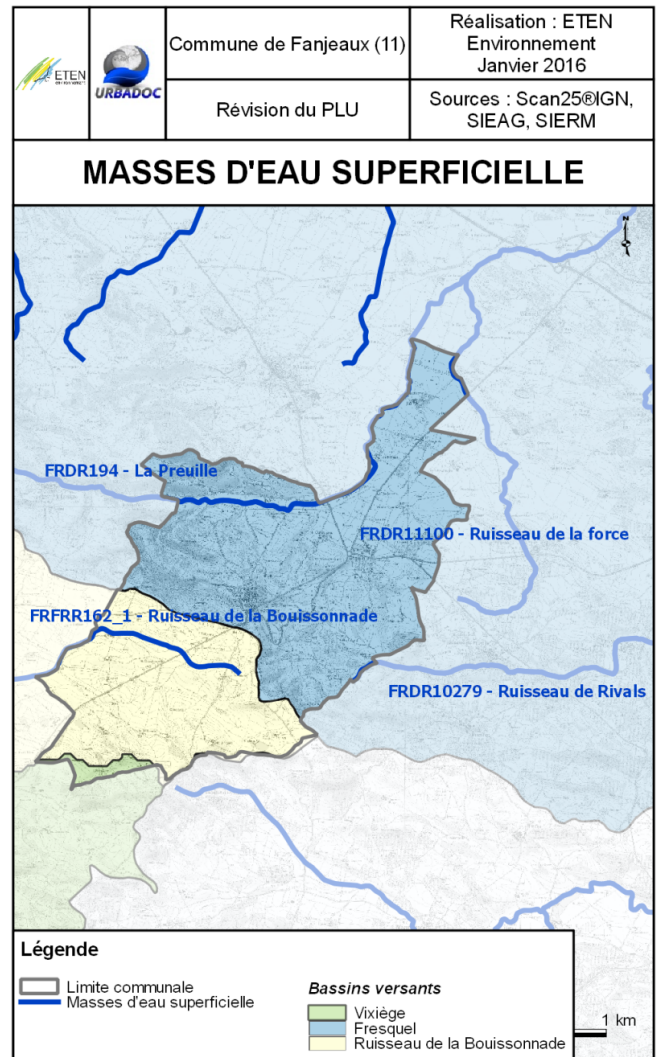 ETEN
URBADOC
Commune de Fanjeaux (11)
Révision du PLU
Réalisation : ETEN
Environnement
Janvier 2016
Sources : Scan25®IGN,
SIEAG, SIERM
MASSES D'EAU SUPERFICIELLE
N
FRDR194 - La Preuille
FRDR11100 - Ruisseau de la force
FRFRR162_1 - Ruisseau de la Bouissonnade
FRDR10279 - Ruisseau de Rivals
Légende
Limite communale
Masses d'eau superficielle
Bassins versants
Vixiège
Fresquel
Ruisseau de la Bouissonnade
1 km